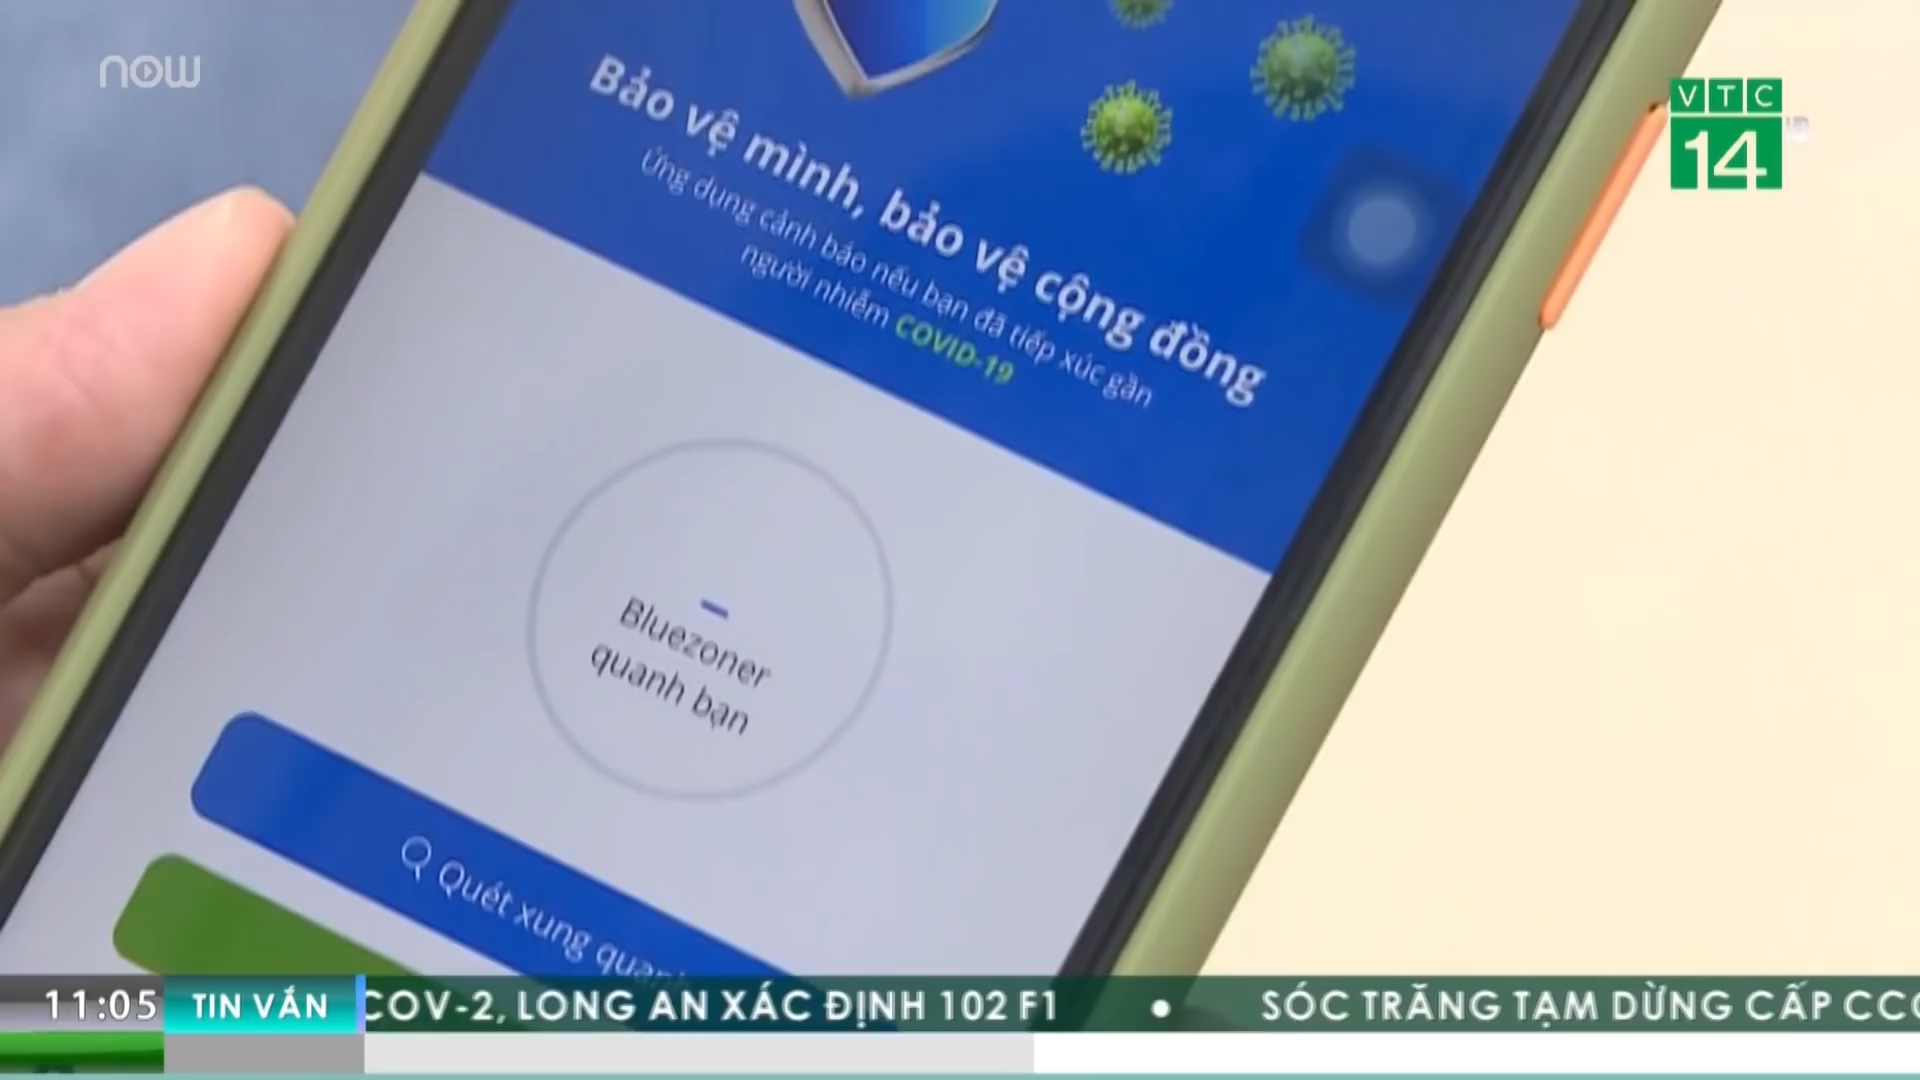 now
VTC
14
Bảo vệ mình, bảo vệ cộng đồng
Ứng dụng cảnh báo nếu bạn đã tiếp xúc gần
người nhiễm COVID-19
Bluezoner
quanh bạn
Quét xung quanh
11:05 TIN VẮN COV-2, LONG AN XÁC ĐỊNH 102 F1 • SÓC TRĂNG TẠM DỪNG CẤP CCC